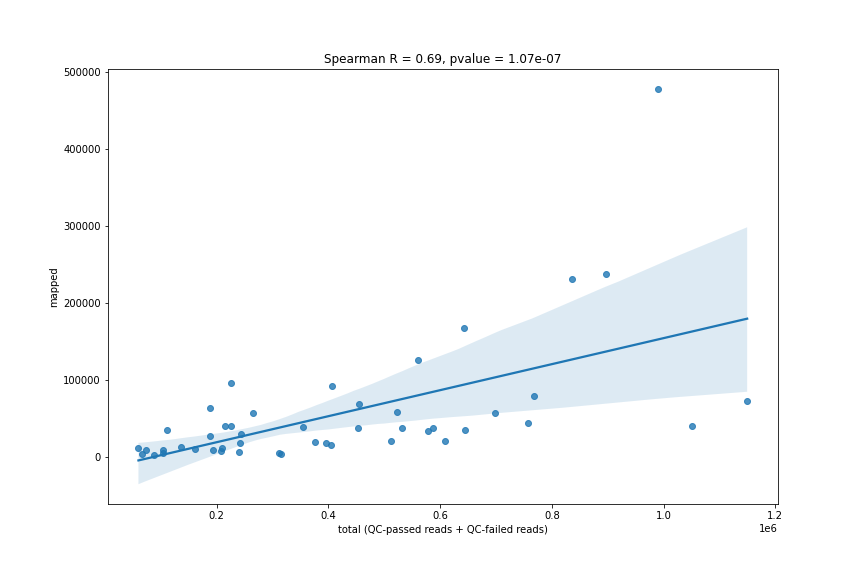 Spearman R = 0.69, pvalue = 1.07e-07
500000
400000
300000
200000
100000
0
mapped
0.2 0.4 0.6 0.8 1.0 1.2
1e6
total (QC-passed reads + QC-failed reads)